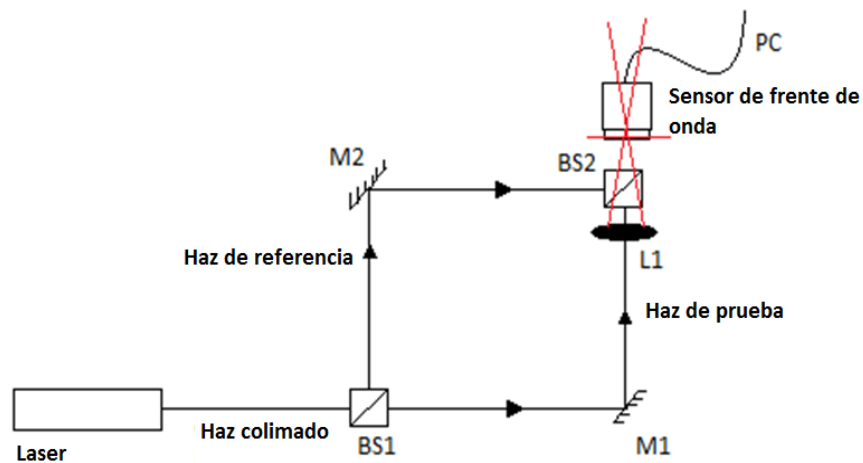 PC
Sensor de frente de
onda
M2
BS2
L1
Haz de referencia
Haz de prueba
Haz colimado
BS1
M1
Laser